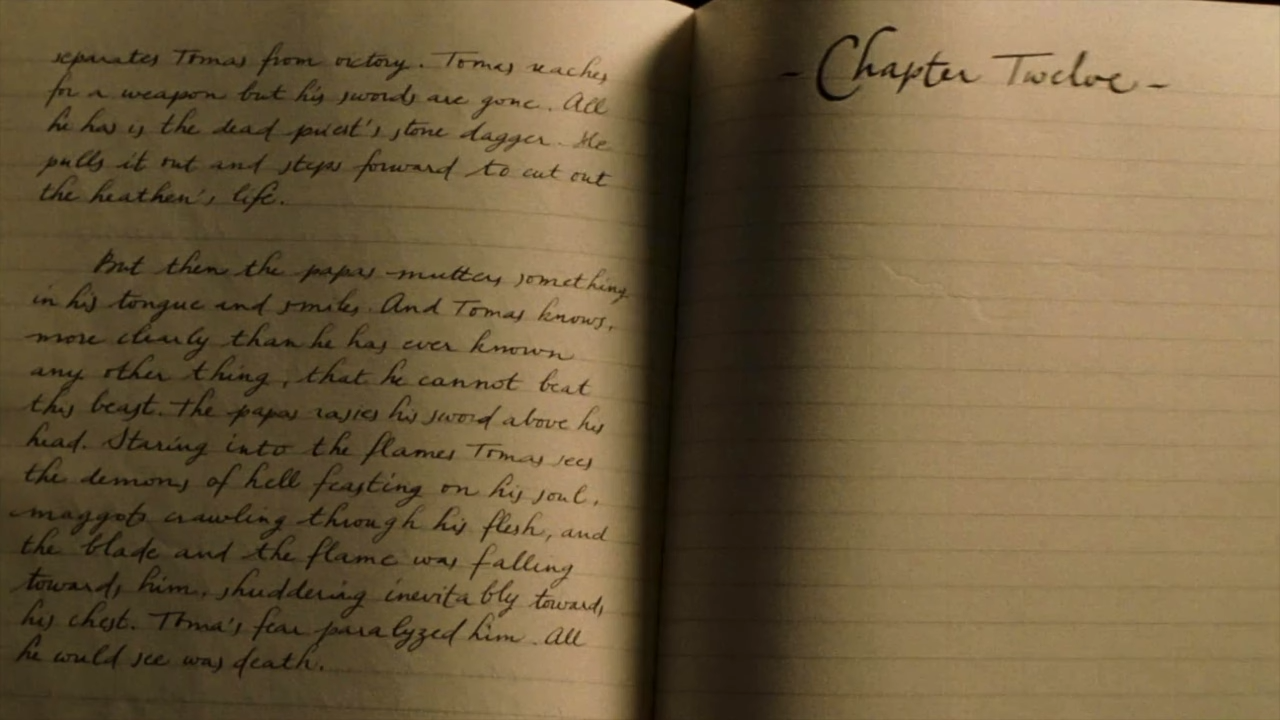 separates Tomas from victory. Tomas reaches
for a weapon but his swords are gone. All
he has is the dead priest's stone dagger. He
pulls it out and steps forward to cut out
the heathen's life.
But then the papas mutters something
in his tongue and smiles. And Tomas knows,
more clearly than he has ever known
any other thing, that he cannot beat
this beast. The papas rasies his sword above his
head. Staring into the flames Tomas sees
the demons of hell feasting on his soul,
maggots crawling through his flesh, and
the blade and the flame was falling
towards him, shuddering inevitably towards
his chest. Toma's fear paralyzed him. All
he would see was death.
- Chapter Twelve -